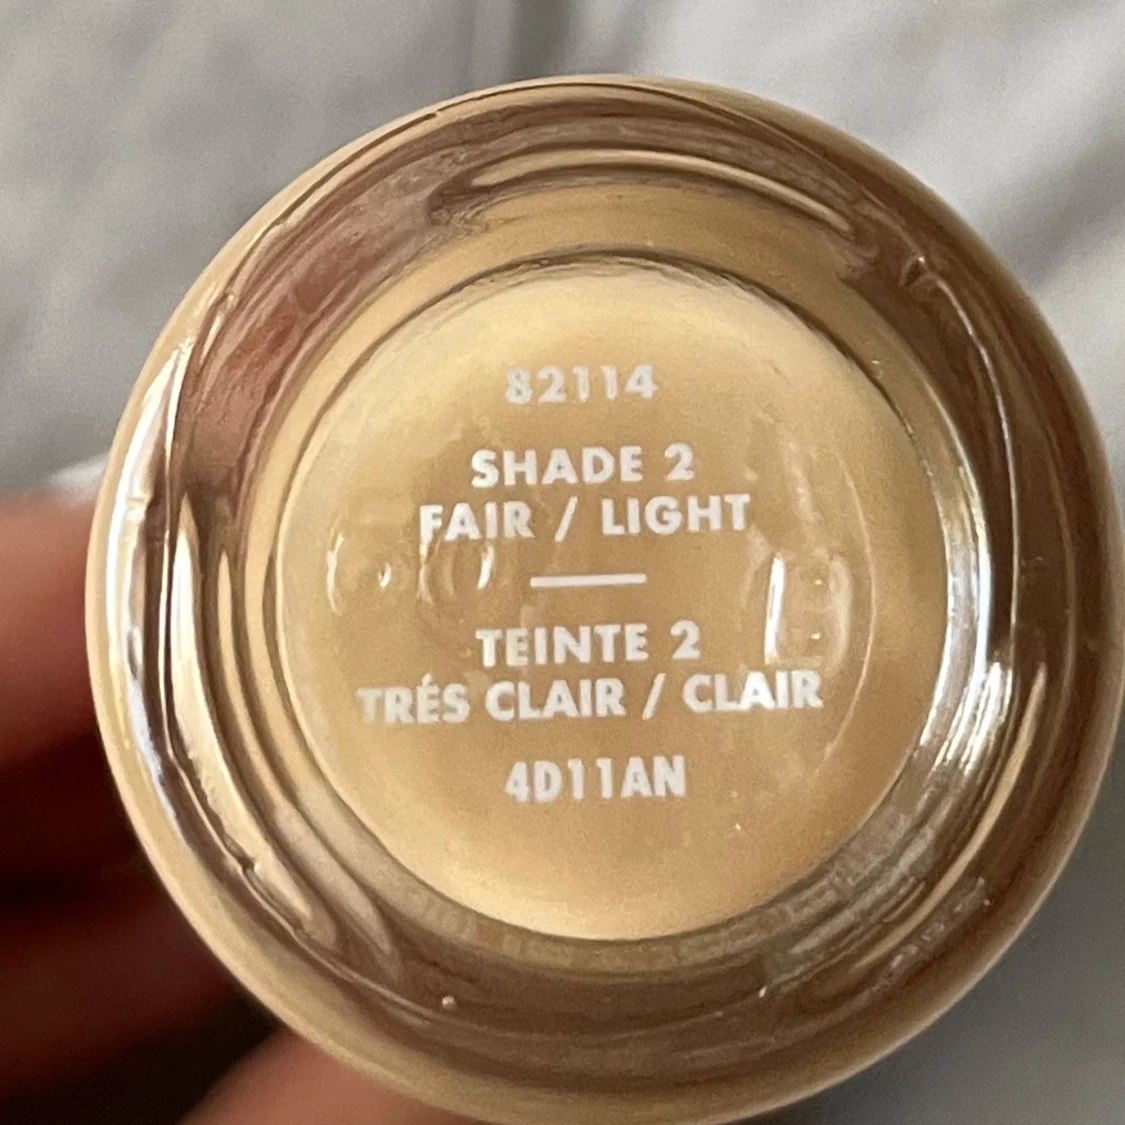 82114
SHADE 2
FAIR / LIGHT
TEINTE 2
TRÉS CLAIR / CLAIR
4D11AN